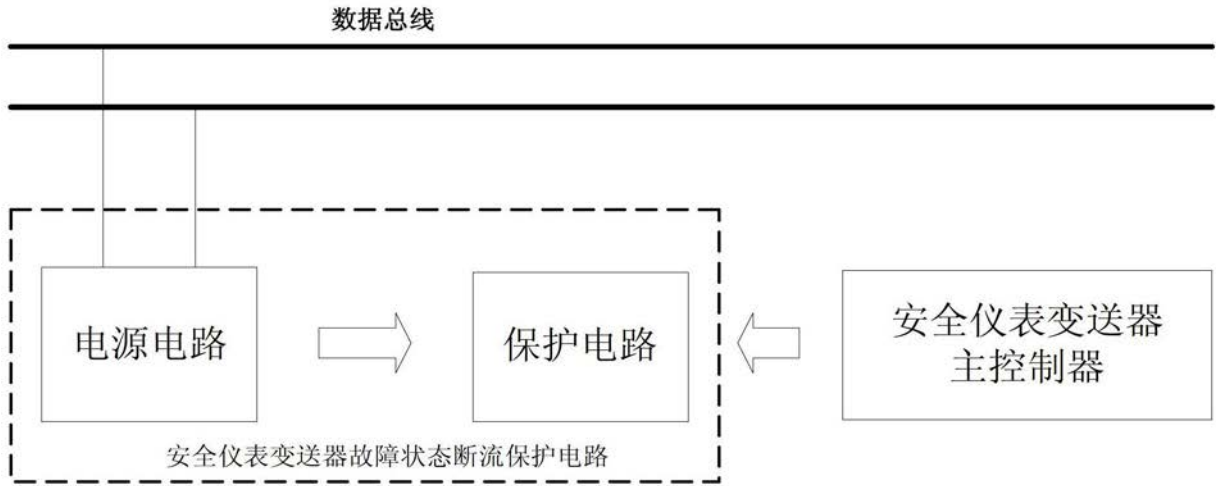 数据总线
电源电路
保护电路
安全仪表变送器
主控制器
安全仪表变送器故障状态断流保护电路